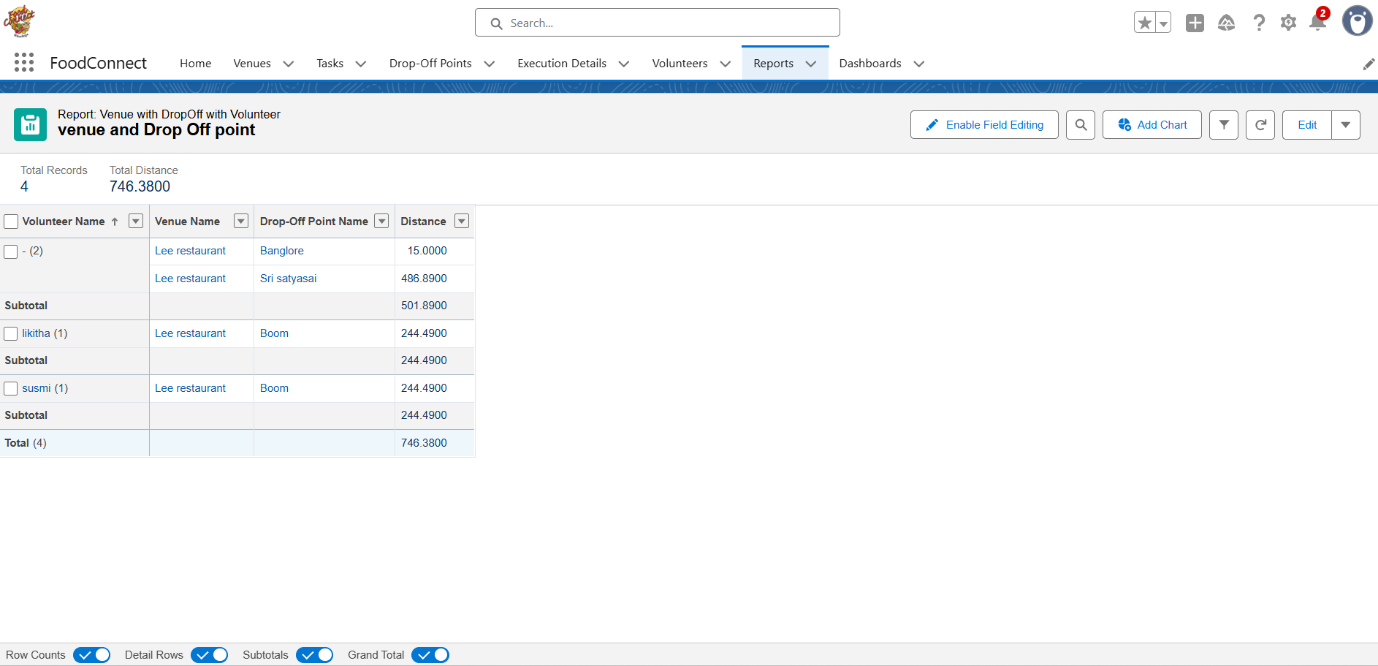 Food Connect
Search...
2
FoodConnect Home Venues Tasks Drop-Off Points Execution Details Volunteers Reports Dashboards
Report: Venue with DropOff with Volunteer
venue and Drop Off point
Enable Field Editing Add Chart Edit
Total Records Total Distance
4 746.3800
Volunteer Name ↑ Venue Name Drop-Off Point Name Distance
- (2) Lee restaurant Banglore 15.0000
Lee restaurant Sri satyasai 486.8900
Subtotal 501.8900
likitha (1) Lee restaurant Boom 244.4900
Subtotal 244.4900
susmi (1) Lee restaurant Boom 244.4900
Subtotal 244.4900
Total (4) 746.3800
Row Counts Detail Rows Subtotals Grand Total